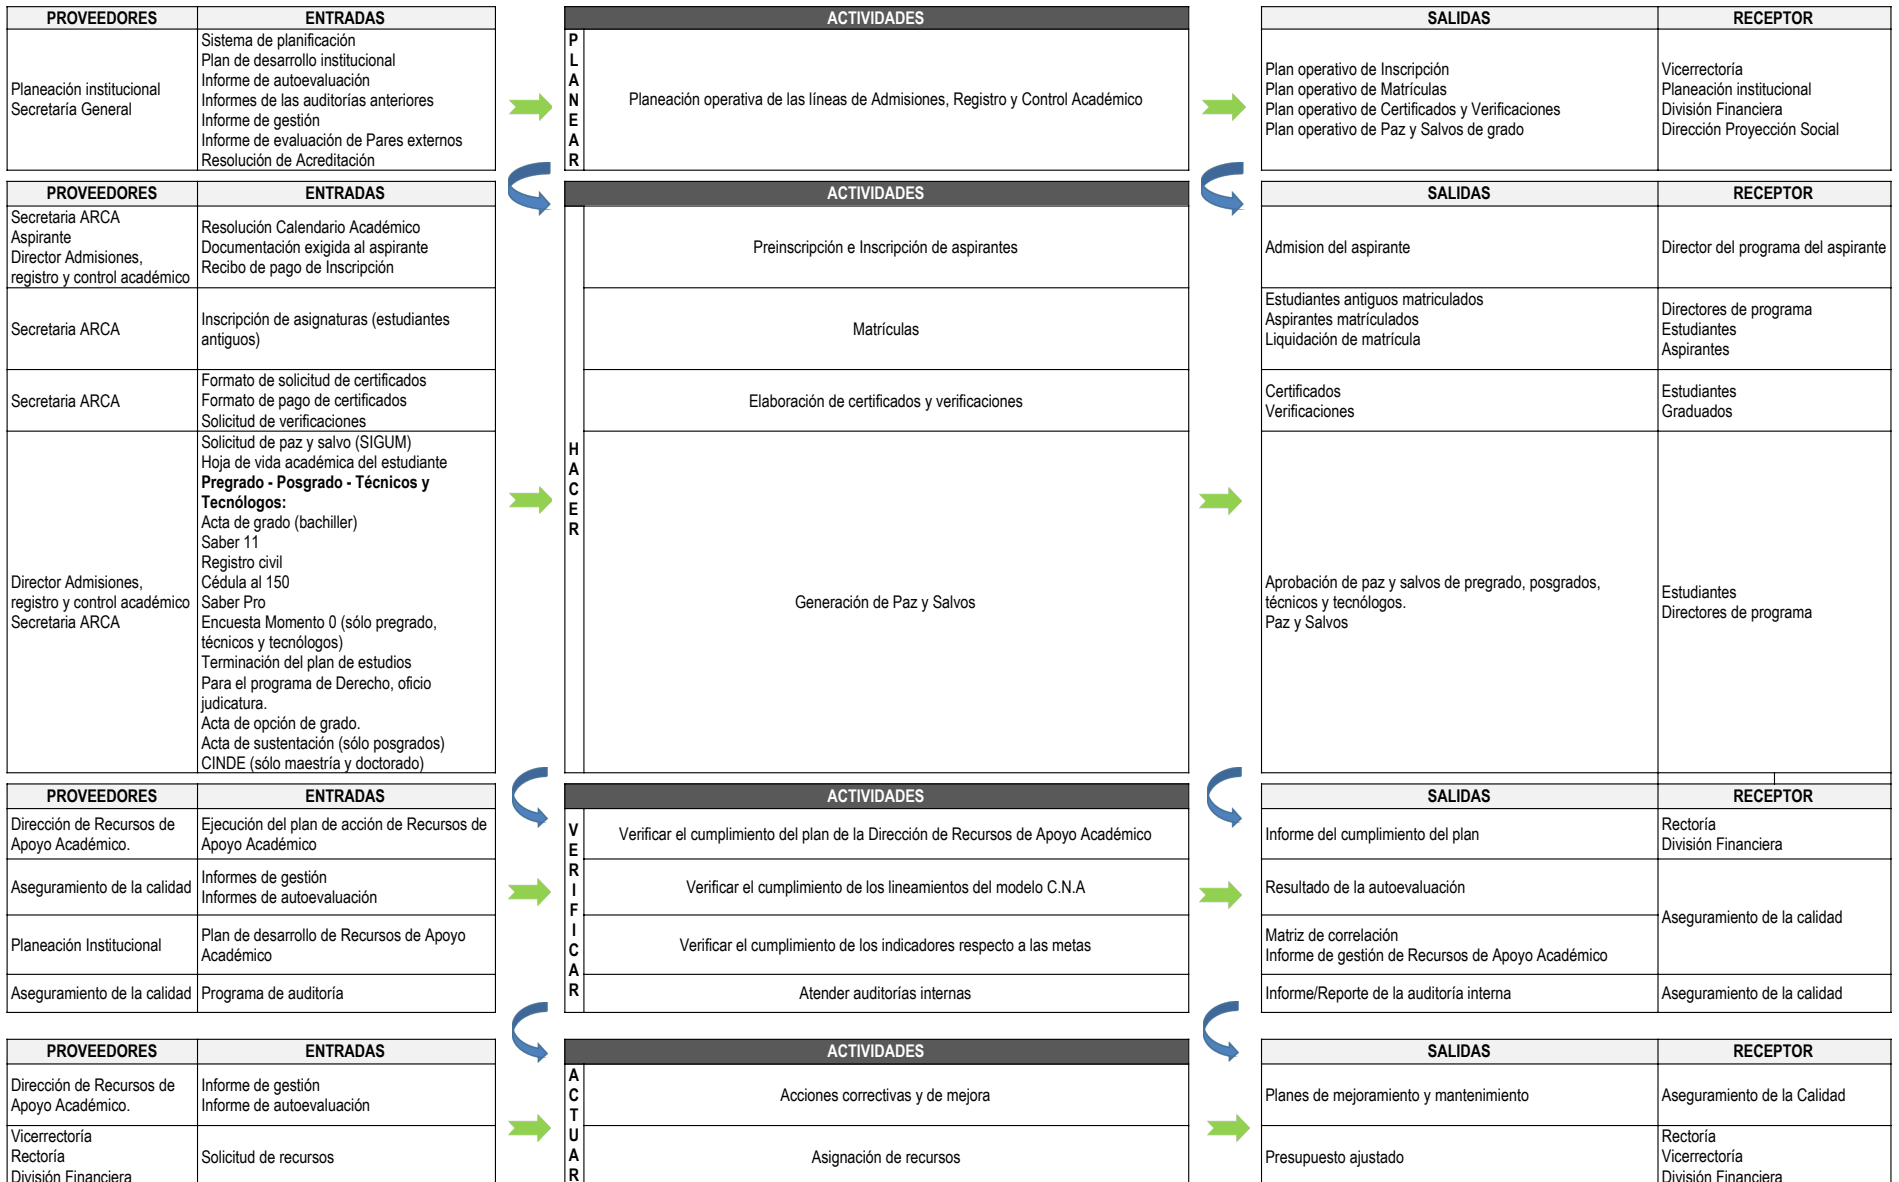 PROVEEDORES ENTRADAS ACTIVIDADES SALIDAS RECEPTOR
Planeación institucional
Secretaría General
Sistema de planificación
Plan de desarrollo institucional
Informe de autoevaluación
Informes de las auditorías anteriores
Informe de gestión
Informe de evaluación de Pares externos
Resolución de Acreditación
PLANEAR
Planeación operativa de las líneas de Admisiones, Registro y Control Académico
Plan operativo de Inscripción
Plan operativo de Matrículas
Plan operativo de Certificados y Verificaciones
Plan operativo de Paz y Salvos de grado
Vicerrectoría
Planeación institucional
División Financiera
Dirección Proyección Social
PROVEEDORES ENTRADAS ACTIVIDADES SALIDAS RECEPTOR
Secretaria ARCA
Aspirante
Director Admisiones,
registro y control académico
Resolución Calendario Académico
Documentación exigida al aspirante
Recibo de pago de Inscripción
HACER
Preinscripción e Inscripción de aspirantes
Admision del aspirante
Director del programa del aspirante
Secretaria ARCA
Inscripción de asignaturas (estudiantes
antiguos)
Matrículas
Estudiantes antiguos matriculados
Aspirantes matrículados
Liquidación de matrícula
Directores de programa
Estudiantes
Aspirantes
Secretaria ARCA
Formato de solicitud de certificados
Formato de pago de certificados
Solicitud de verificaciones
Elaboración de certificados y verificaciones
Certificados
Verificaciones
Estudiantes
Graduados
Director Admisiones,
registro y control académico
Secretaria ARCA
Solicitud de paz y salvo (SIGUM)
Hoja de vida académica del estudiante
Pregrado - Posgrado - Técnicos y
Tecnólogos:
Acta de grado (bachiller)
Saber 11
Registro civil
Cédula al 150
Saber Pro
Encuesta Momento 0 (sólo pregrado,
técnicos y tecnólogos)
Terminación del plan de estudios
Para el programa de Derecho, oficio
judicatura.
Acta de opción de grado.
Acta de sustentación (sólo posgrados)
CINDE (sólo maestría y doctorado)
Generación de Paz y Salvos
Aprobación de paz y salvos de pregrado, posgrados,
técnicos y tecnólogos.
Paz y Salvos
Estudiantes
Directores de programa
PROVEEDORES ENTRADAS ACTIVIDADES SALIDAS RECEPTOR
Dirección de Recursos de
Apoyo Académico.
Ejecución del plan de acción de Recursos de
Apoyo Académico
VERIFICAR
Verificar el cumplimiento del plan de la Dirección de Recursos de Apoyo Académico
Informe del cumplimiento del plan
Rectoría
División Financiera
Aseguramiento de la calidad
Informes de gestión
Informes de autoevaluación
Verificar el cumplimiento de los lineamientos del modelo C.N.A
Resultado de la autoevaluación
Aseguramiento de la calidad
Planeación Institucional
Plan de desarrollo de Recursos de Apoyo
Académico
Verificar el cumplimiento de los indicadores respecto a las metas
Matriz de correlación
Informe de gestión de Recursos de Apoyo Académico
Aseguramiento de la calidad
Programa de auditoría
Atender auditorías internas
Informe/Reporte de la auditoría interna
Aseguramiento de la calidad
PROVEEDORES ENTRADAS ACTIVIDADES SALIDAS RECEPTOR
Dirección de Recursos de
Apoyo Académico.
Informe de gestión
Informe de autoevaluación
ACTUAR
Acciones correctivas y de mejora
Planes de mejoramiento y mantenimiento
Aseguramiento de la Calidad
Vicerrectoría
Rectoría
División Financiera
Solicitud de recursos
Asignación de recursos
Presupuesto ajustado
Rectoría
Vicerrectoría
División Financiera